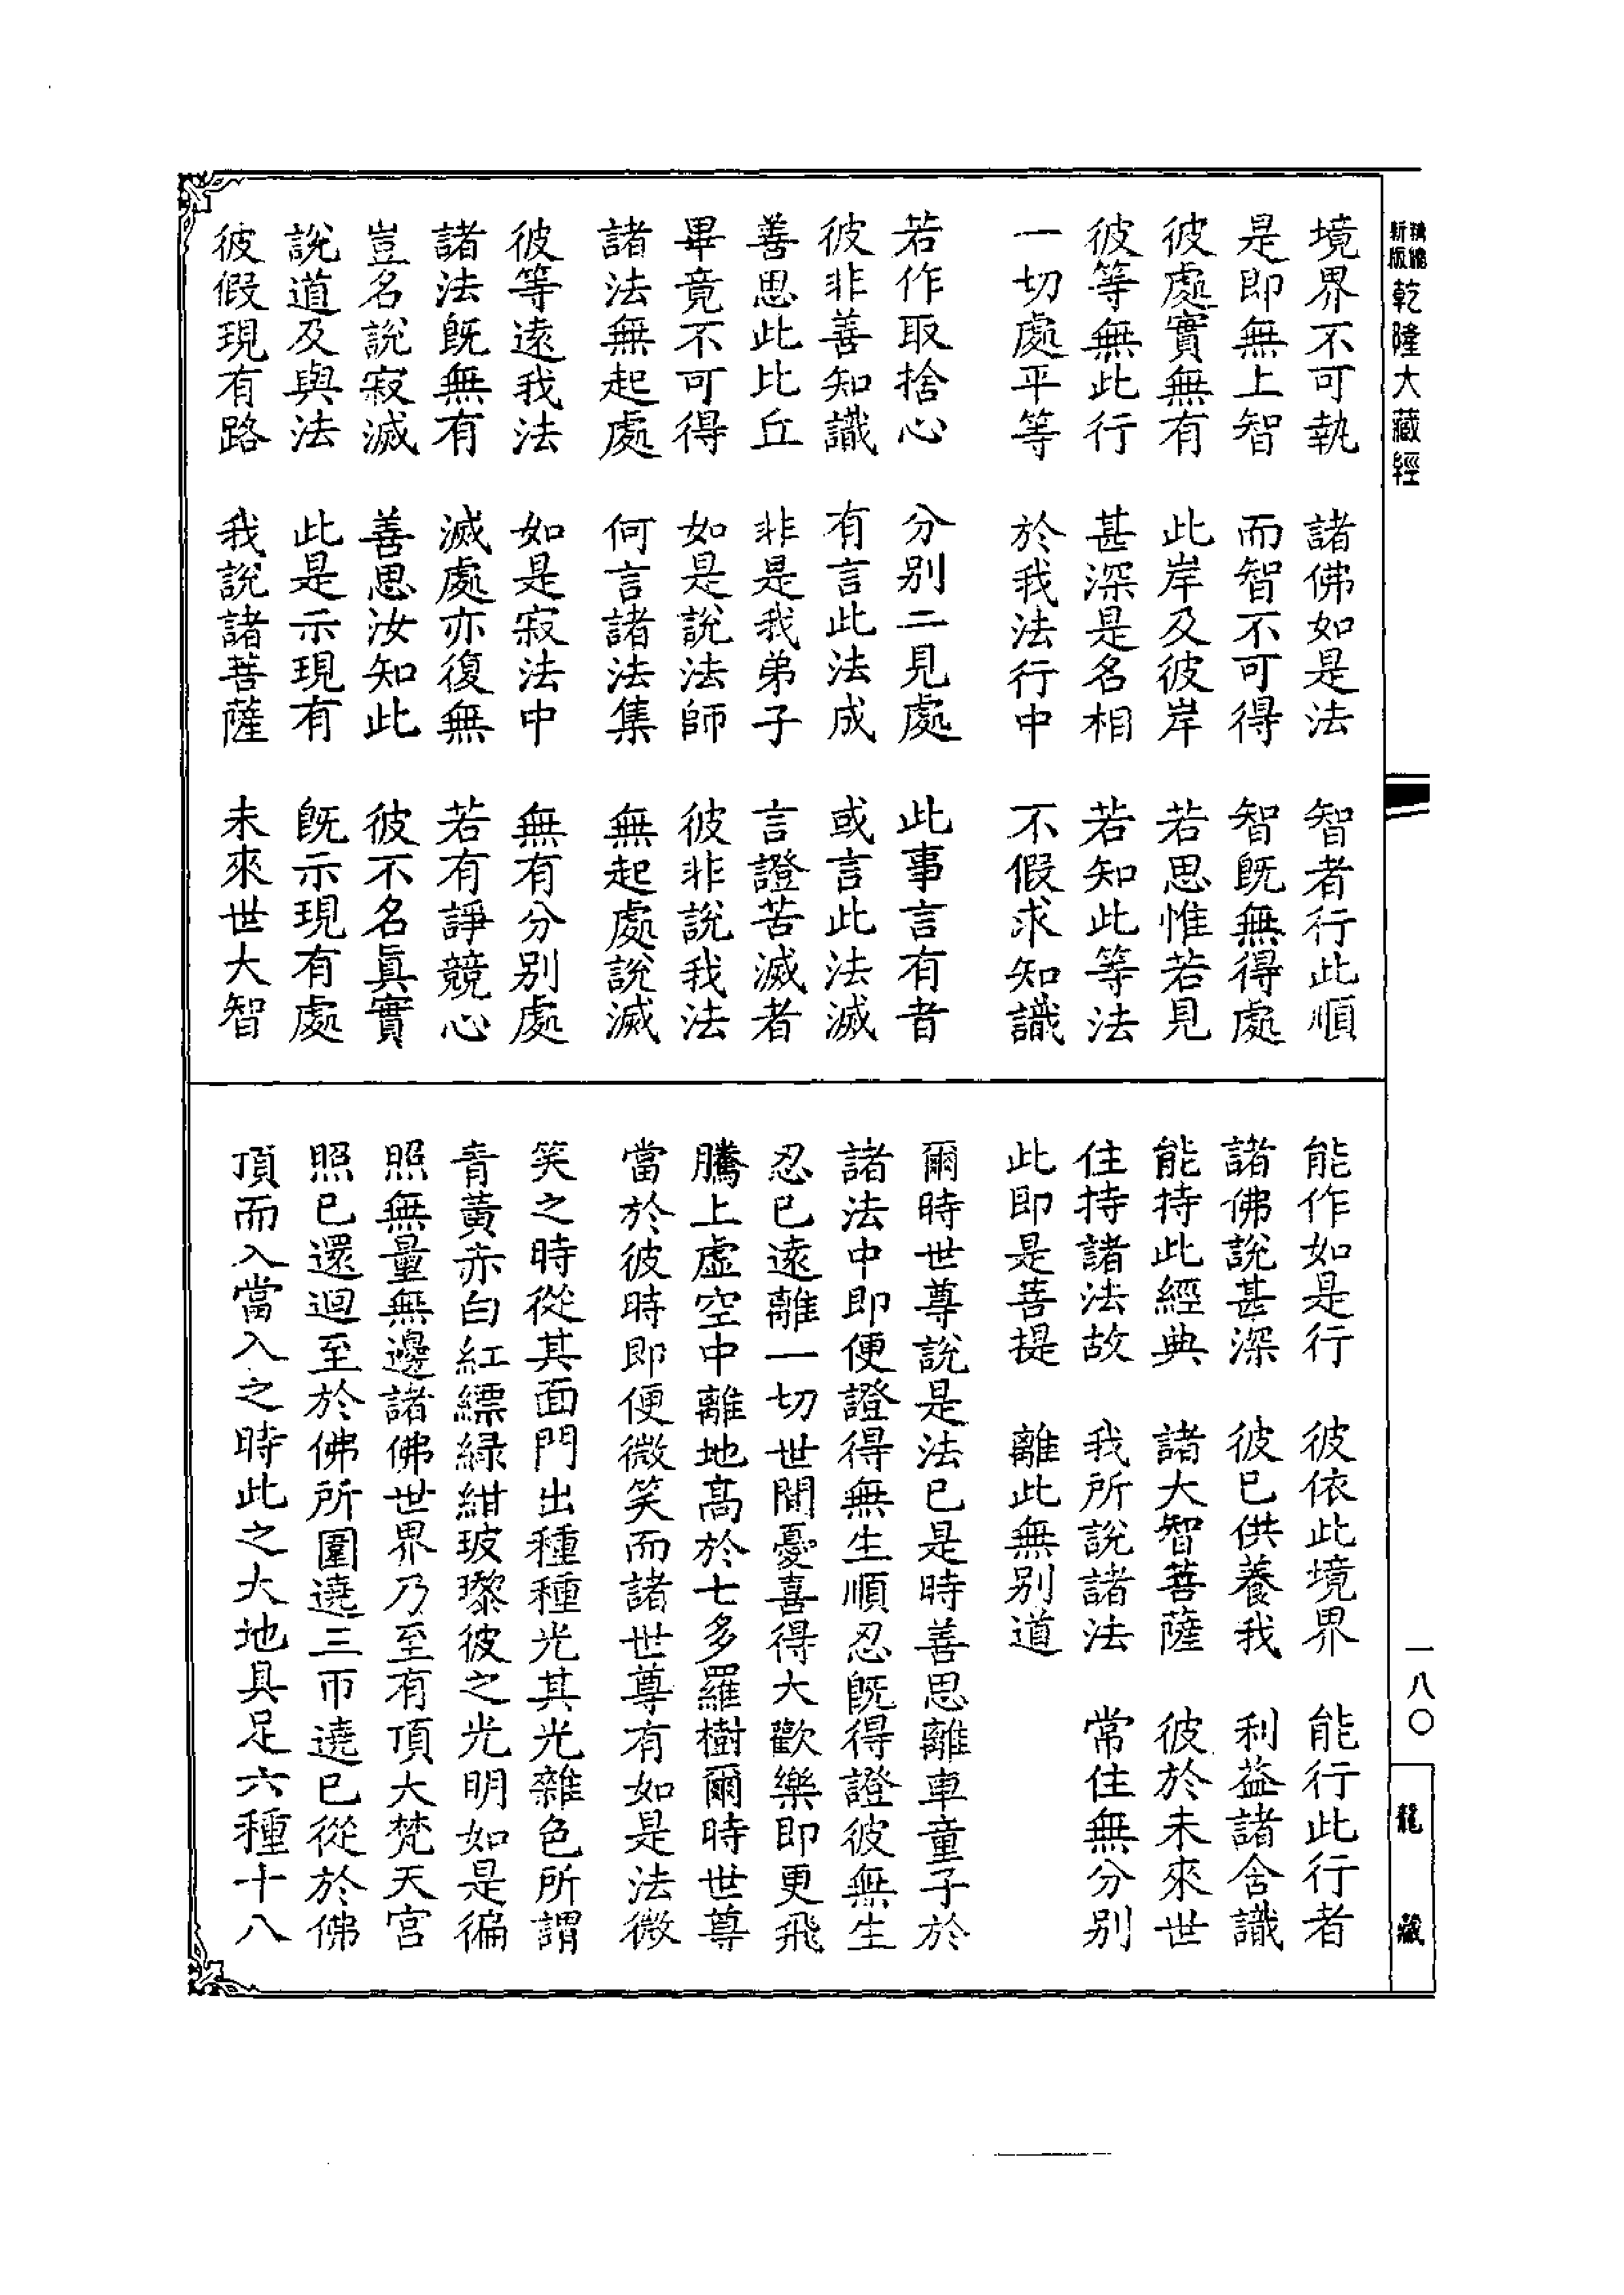 新版精縮乾隆大藏經
境界不可執　諸佛如是法　智者行此順
是即無上智　而智不可得　智既無得處
彼處實無有　此岸及彼岸　若思惟若見
彼等無此行　甚深是名相　若知此等法
一切處平等　於我法行中　不假求知識
若作取捨心　分別二見處　此事言有者
彼非善知識　有言此法成　或言此法滅
善思此比丘　非是我弟子　言證苦滅者
畢竟不可得　如是說法師　彼非說我法
諸法無起處　何言諸法集　無起處說滅
彼等遠我法　如是寂法中　無有分別處
諸法既無有　滅處亦復無　若有諍競心
豈名說寂滅　善思汝知此　彼不名真實
說道及與法　此是示現有　既示現有處
彼假現有路　我說諸菩薩　未來世大智
能作如是行　彼依此境界　能行此行者
諸佛說甚深　彼已供養我　利益諸含識
能持此經典　諸大智菩薩　彼於未來世
住持諸法故　我所說諸法　常住無分別
此即是菩提　離此無別道
爾時世尊說是法已是時善思離車童子於
諸法中即便證得無生順忍既得證彼無生
忍已遠離一切世間憂喜得大歡樂即更飛
騰上虛空中離地高於七多羅樹爾時世尊
當於彼時即便微笑而諸世尊有如是法微
笑之時從其面門出種種光其光雜色所謂
青黃赤白紅縹綠紺玻瓈彼之光明如是徧
照無量無邊諸佛世界乃至有頂大梵天宮
照已還迴至於佛所圍遶三帀遶已從於佛
頂而入當入之時此之大地具足六種十八
一八〇
龍藏